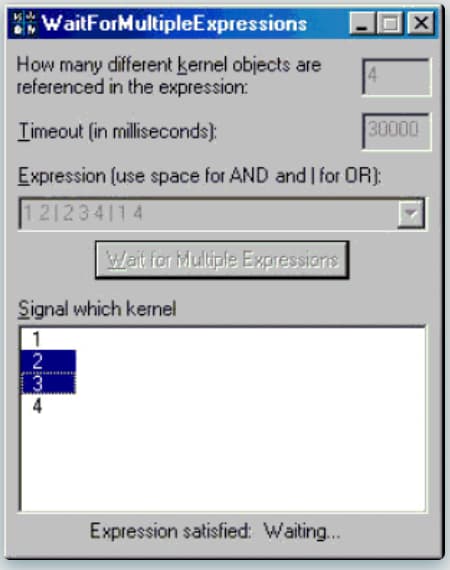 WaitForMultipleExpressions
How many different kernel objects are
referenced in the expression:
4
Timeout (in milliseconds):
30000
Expression (use space for AND and | for OR):
1 2 | 2 3 4 | 1 4
Wait for Multiple Expressions
Signal which kernel
1
2
3
4
Expression satisfied: Waiting...